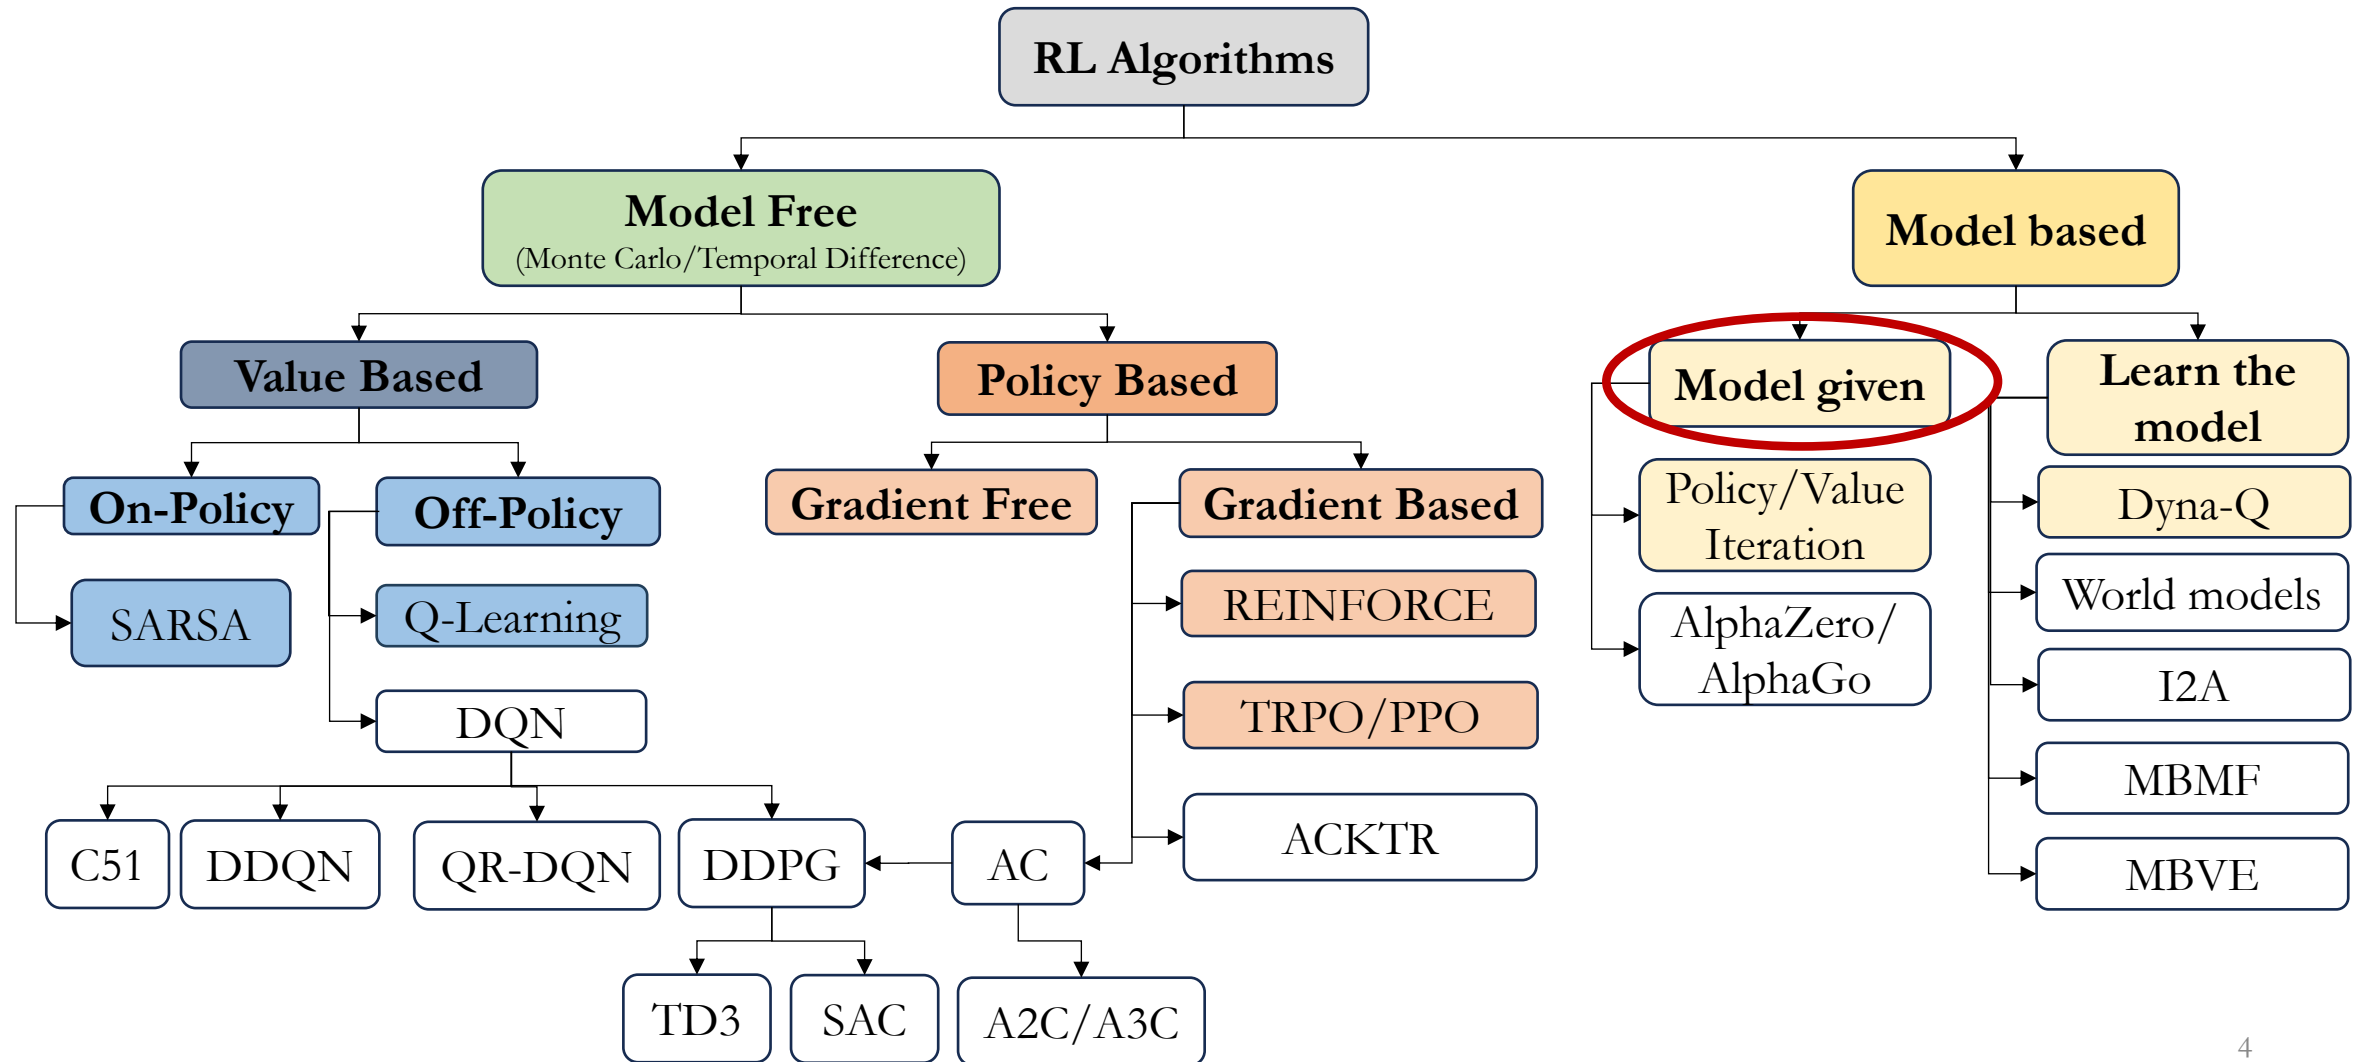 RL Algorithms
Model Free
(Monte Carlo/Temporal Difference)
Model based
Value Based
Policy Based
Model given
Learn the
model
On-Policy
Off-Policy
Gradient Free
Gradient Based
Policy/Value
Iteration
Dyna-Q
SARSA
Q-Learning
REINFORCE
AlphaZero/
AlphaGo
World models
I2A
DQN
TRPO/PPO
MBMF
C51
DDQN
QR-DQN
DDPG
AC
ACKTR
MBVE
TD3
SAC
A2C/A3C
4